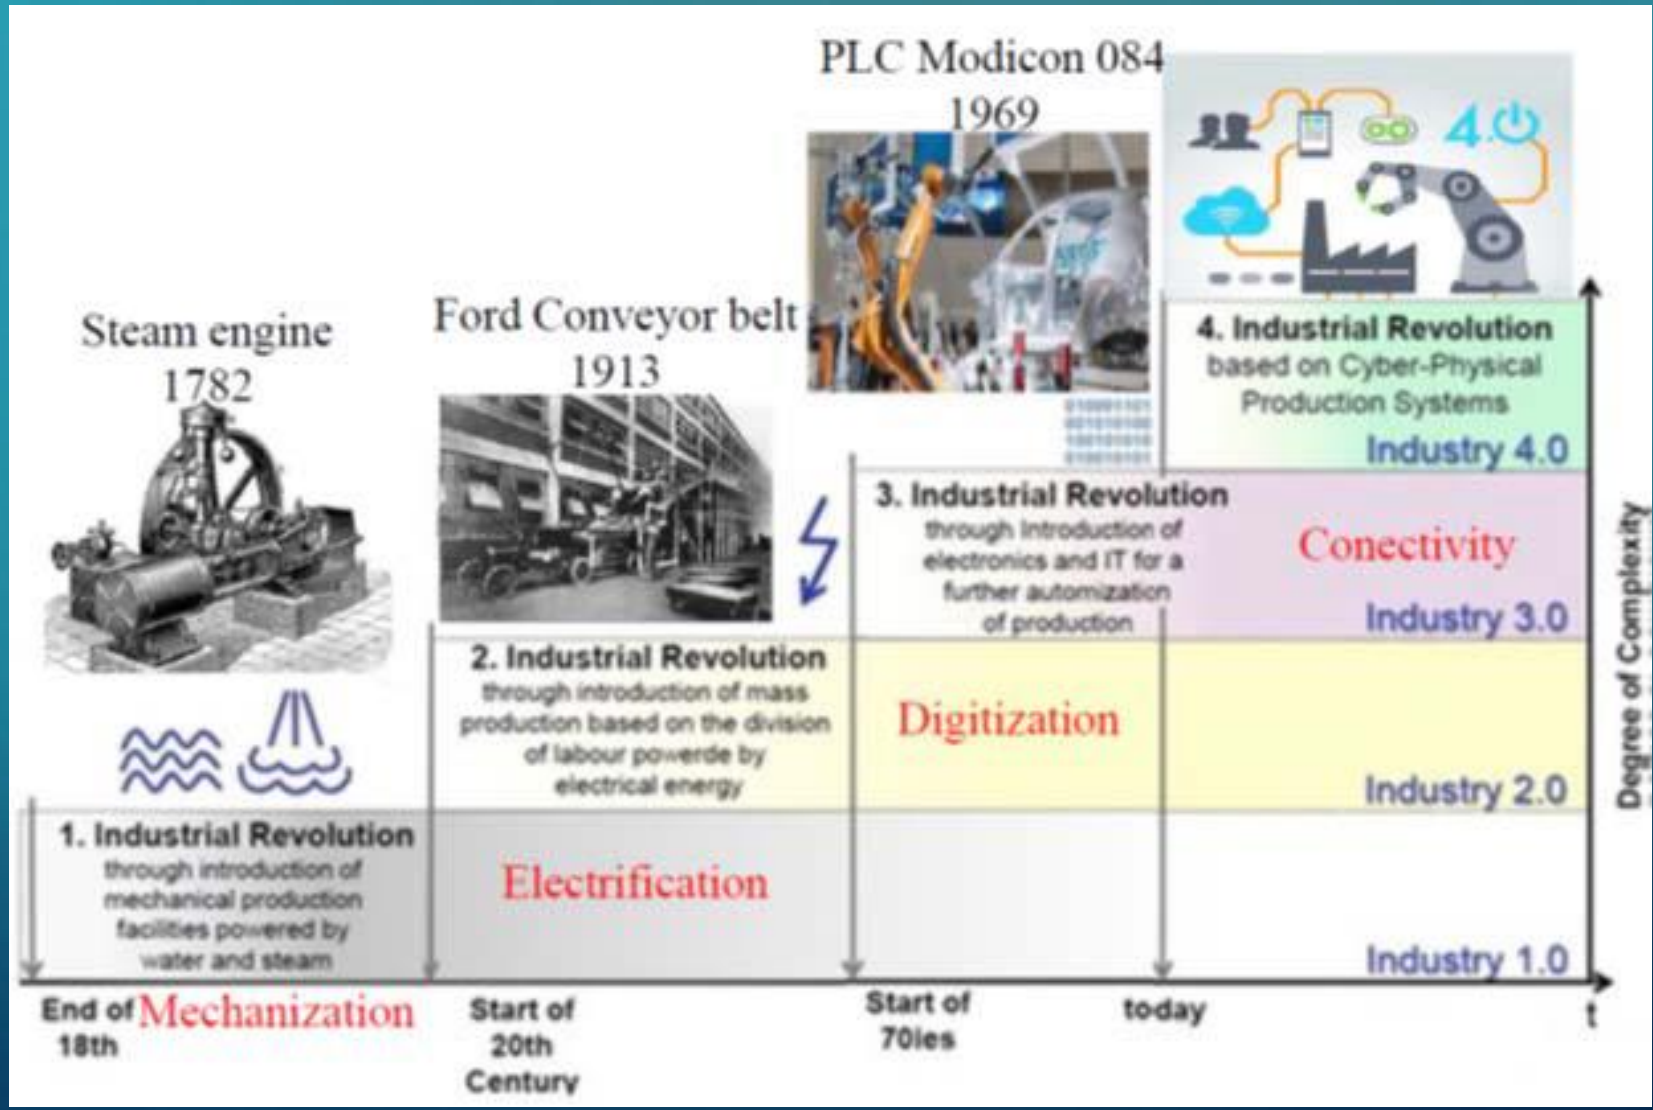 PLC Modicon 084
1969
4.
Steam engine
1782
Ford Conveyor belt
1913
4. Industrial Revolution
based on Cyber-Physical
Production Systems
Industry 4.0
3. Industrial Revolution
through Introduction of
electronics and IT for a
further automization
of production
Conectivity
Industry 3.0
2. Industrial Revolution
through introduction of mass
production based on the division
of labour powerde by
electrical energy
Digitization
Industry 2.0
1. Industrial Revolution
through introduction of
mechanical production
facilities powered by
water and steam
Electrification
Industry 1.0
Degree of Complexity
End of
18th
Mechanization
Start of
20th
Century
Start of
70ies
today
t